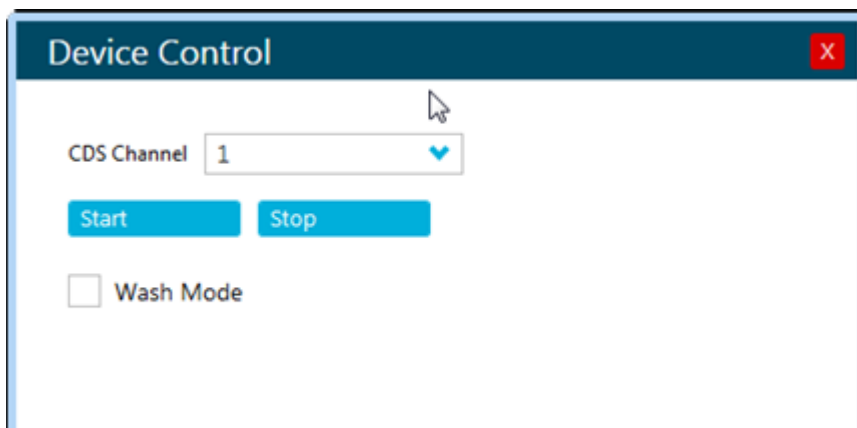 Device Control X
CDS Channel 1
Start Stop
Wash Mode